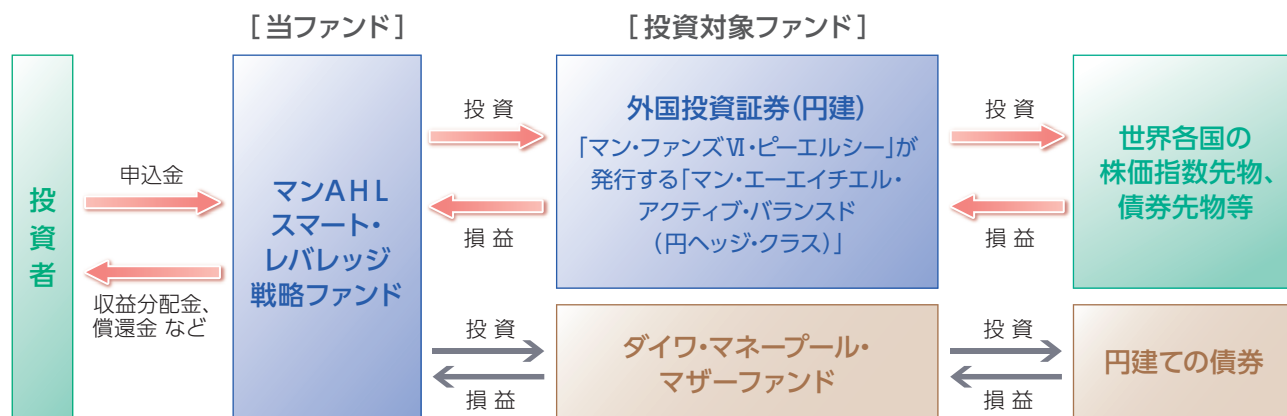 [当ファンド]
[投資対象ファンド]
投資者
申込金
収益分配金、
償還金 など
マンAHL
スマート・
レバレッジ
戦略ファンド
投 資
損 益
外国投資証券(円建)
「マン・ファンズⅥ・ピーエルシー」が
発行する「マン・エーエイチエル・
アクティブ・バランスド
(円ヘッジ・クラス)」
投 資
損 益
世界各国の
株価指数先物、
債券先物等
投 資
損 益
ダイワ・マネープール・
マザーファンド
投 資
損 益
円建ての債券